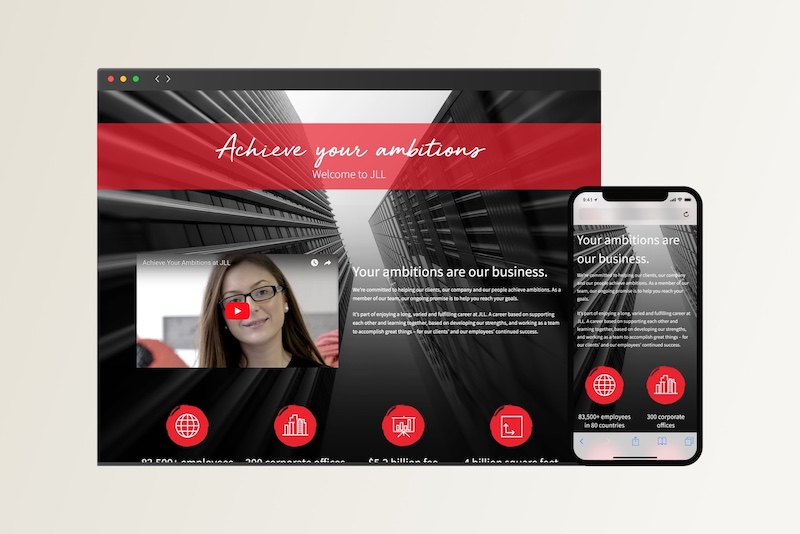 Achieve your ambitions
Welcome to JLL
Achieve Your Ambitions at JLL
Your ambitions are our business.
We're committed to helping our clients, our company and our people achieve ambitions. As a
member of our team, our ongoing promise is to help you reach your
goals.
It's part of enjoying a long, varied and fulfilling career at JLL. A career based on supporting
each other and learning together, based on developing our strengths, and working as a team
to accomplish great things – for our clients' and our employees' continued success.
83,500+ employees
300 corporate offices
$5.2 billion fee
4 billion square feet
9:41
Your ambitions are
our business.
We're committed to helping our clients, our company
and our people achieve ambitions. As a member of our
team, our ongoing promise is to help you reach your
goals.
It's part of enjoying a long, varied and fulfilling career
at JLL. A career based on supporting each other and
learning together, based on developing our strengths,
and working as a team to accomplish great things – for
our clients' and our employees' continued success.
83,500+ employees
in 80 countries
300 corporate
offices